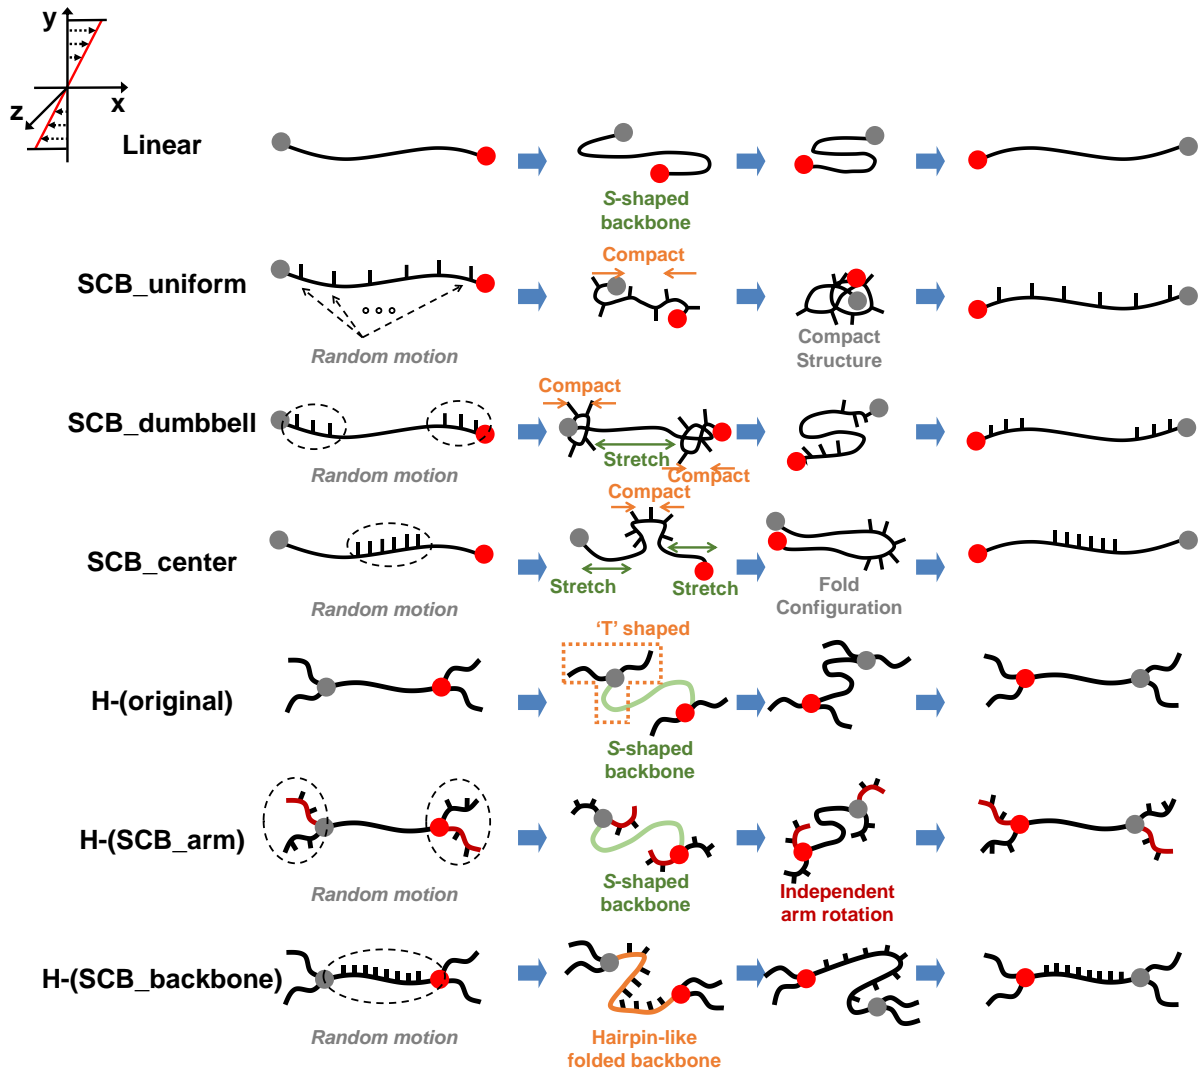 y
x
z
Linear
S-shaped
backbone
SCB_uniform
Random motion
Compact
Compact
Structure
SCB_dumbbell
Random motion
Compact
Stretch
Compact
SCB_center
Random motion
Compact
Stretch
Stretch
Fold
Configuration
H-(original)
‘T’ shaped
S-shaped
backbone
H-(SCB_arm)
Random motion
S-shaped
backbone
Independent
arm rotation
H-(SCB_backbone)
Random motion
Hairpin-like
folded backbone